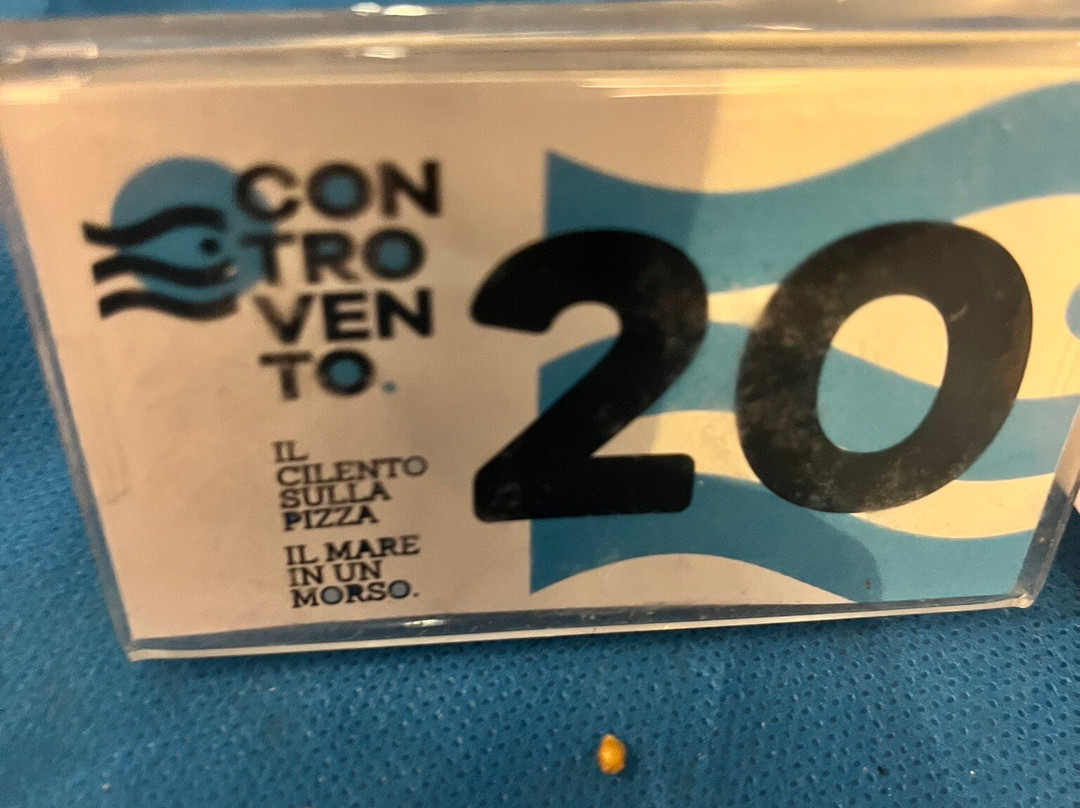 CON
TRO
VEN
TO.
IL
CILENTO
SULLA
PIZZA
IL MARE
IN UN
MORSO.
20